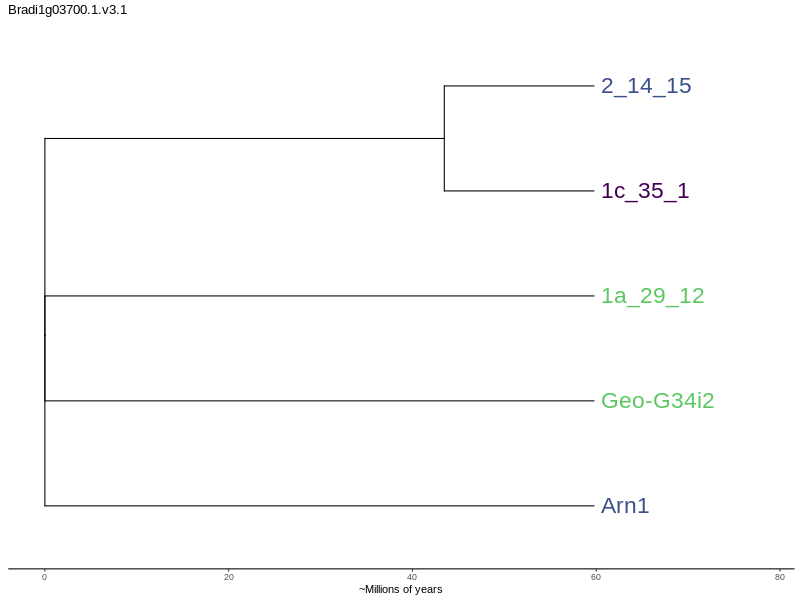 Bradi1g03700.1.v3.1
2_14_15
1c_35_1
1a_29_12
Geo-G34i2
Arn1
0 20 40 60 80
~Millions of years